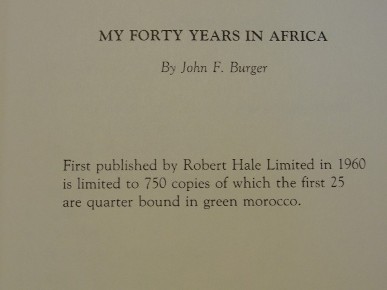 MY FORTY YEARS IN AFRICA
By John F. Burger
First published by Robert Hale Limited in 1960
is limited to 750 copies of which the first 25
are quarter bound in green morocco.